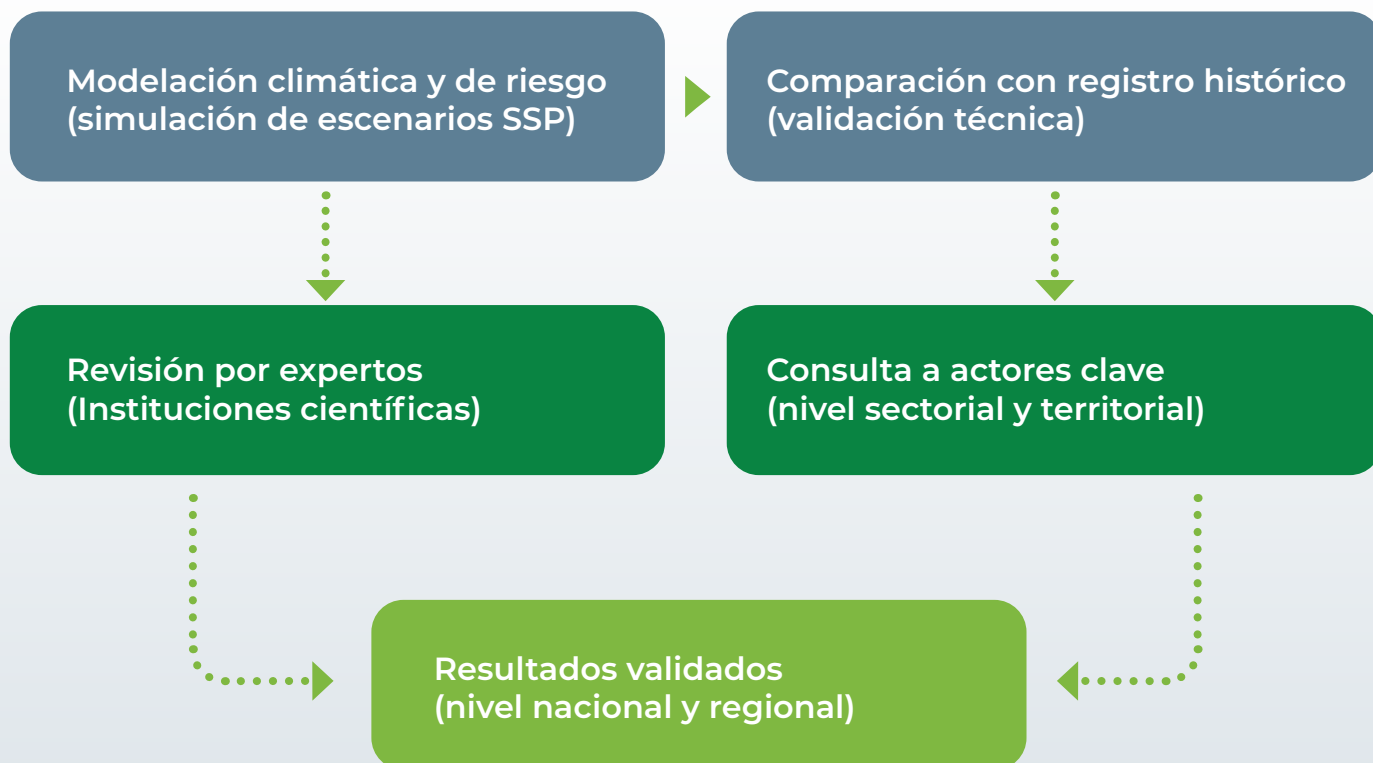 Modelación climática y de riesgo
(simulación de escenarios SSP)
Comparación con registro histórico
(validación técnica)
Revisión por expertos
(Instituciones científicas)
Consulta a actores clave
(nivel sectorial y territorial)
Resultados validados
(nivel nacional y regional)